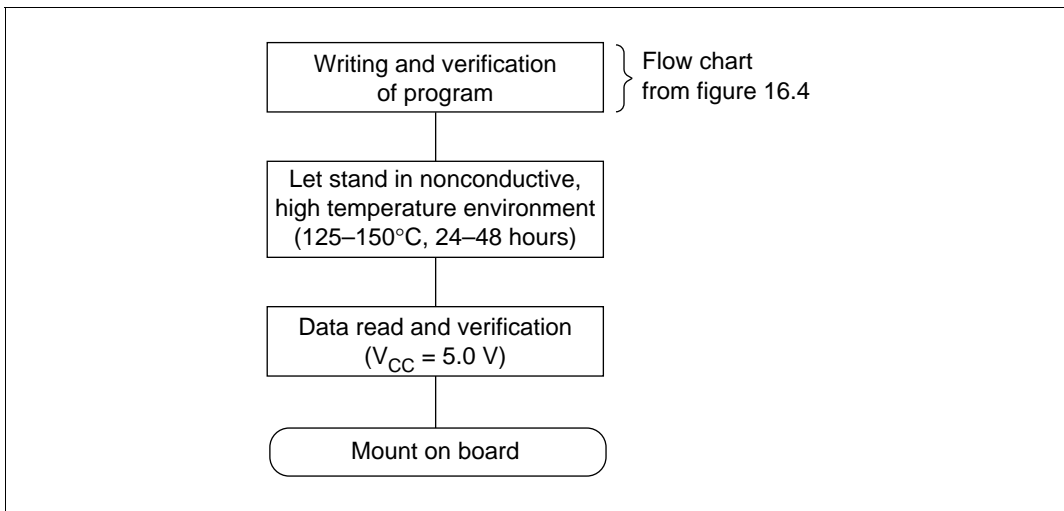 Writing and verification
of program
Flow chart
from figure 16.4
Let stand in nonconductive,
high temperature environment
(125–150°C, 24–48 hours)
Data read and verification
(VCC = 5.0 V)
Mount on board